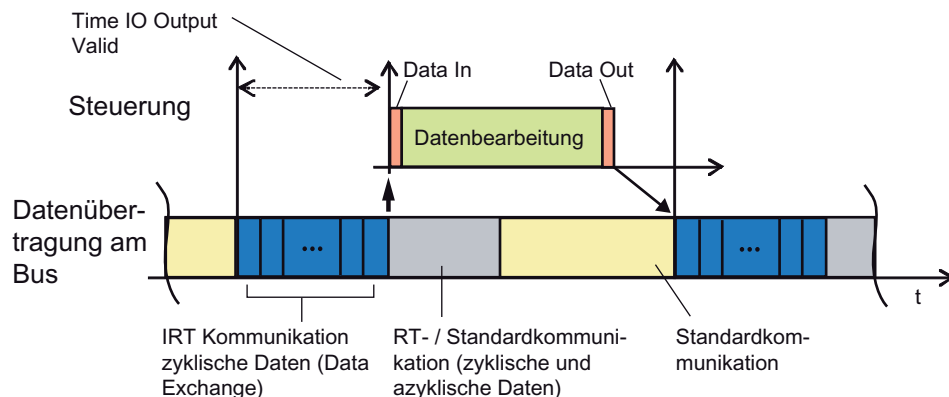 Time IO Output
Valid
Data In
Data Out
Steuerung
Datenbearbeitung
Datenüber-
tragung am
Bus
...
...
t
IRT Kommunikation
zyklische Daten (Data
Exchange)
RT- / Standardkommuni-
kation (zyklische und
azyklische Daten)
Standardkom-
munikation